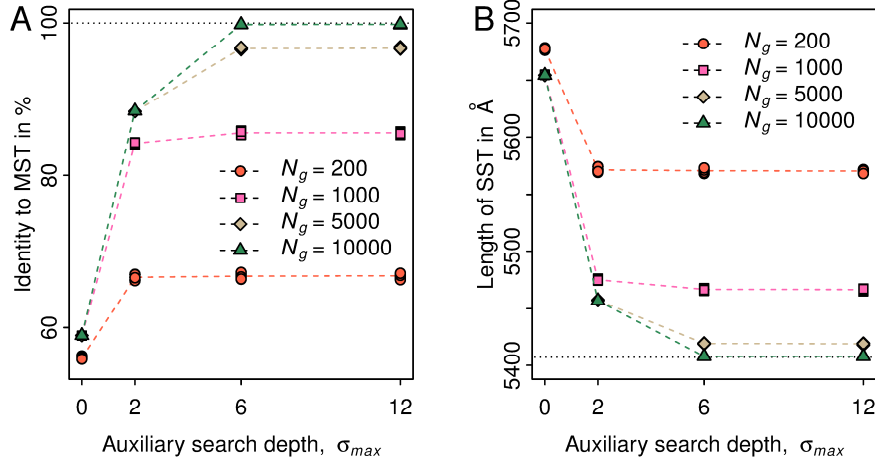 A
Identity to MST in %
100
80
60
N_g = 200
N_g = 1000
N_g = 5000
N_g = 10000
0 2 6 12
Auxiliary search depth, σ_max
B
Length of SST in Å
5700
5600
5500
5400
N_g = 200
N_g = 1000
N_g = 5000
N_g = 10000
0 2 6 12
Auxiliary search depth, σ_max